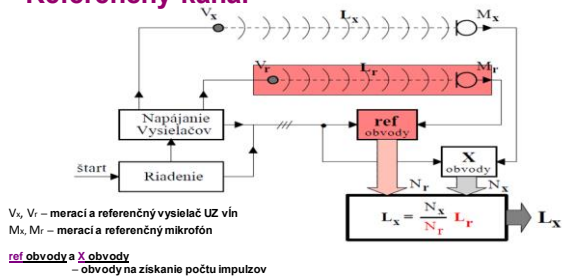 Referenčný kanál
Vx Lx Mx
Vr Lr Mr
Napájanie
Vysielačov
ref
obvody
X
obvody
štart
Riadenie
Nr Nx
Lx = Nx / Nr Lr
Lx
Vx, Vr – merací a referenčný vysielač UZ vĺn
Mx, Mr – merací a referenčný mikrofón
ref obvody a X obvody
– obvody na získanie počtu impulzov